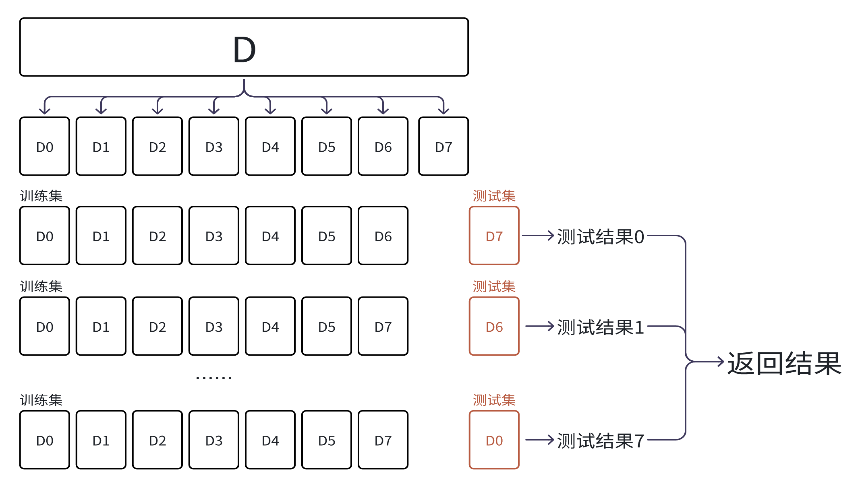 D
D0 D1 D2 D3 D4 D5 D6 D7
训练集 测试集
D0 D1 D2 D3 D4 D5 D6 D7 测试结果0
训练集 测试集
D0 D1 D2 D3 D4 D5 D7 D6 测试结果1
返回结果
......
训练集 测试集
D0 D1 D2 D3 D4 D5 D7 D0 测试结果7